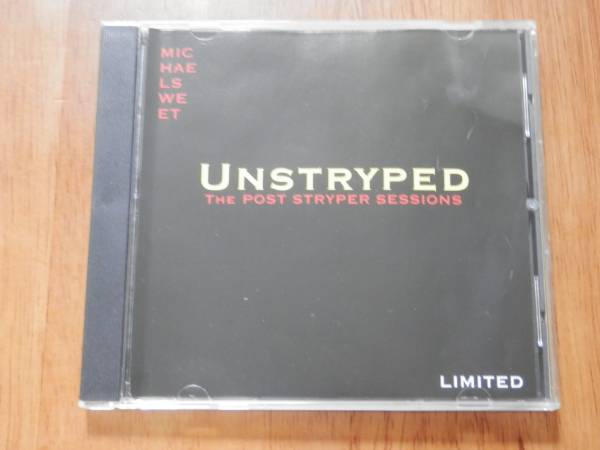 MIC
HAE
LS
WE
ET
UNSTRYPED
THE POST STRYPER SESSIONS
LIMITED